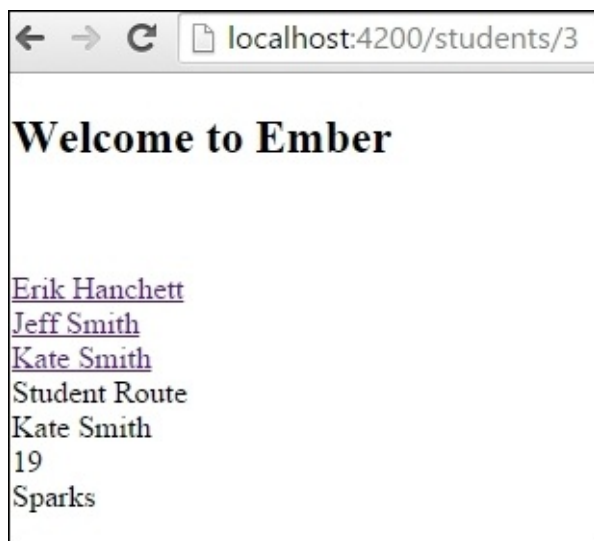 localhost:4200/students/3
Welcome to Ember
Erik Hanchett
Jeff Smith
Kate Smith
Student Route
Kate Smith
19
Sparks